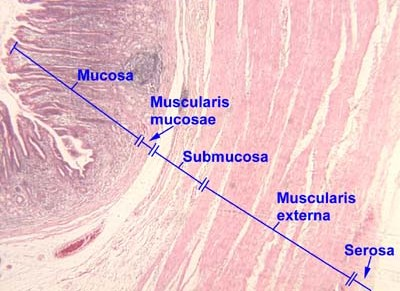 Mucosa
Muscularis
mucosae
Submucosa
Muscularis
externa
Serosa